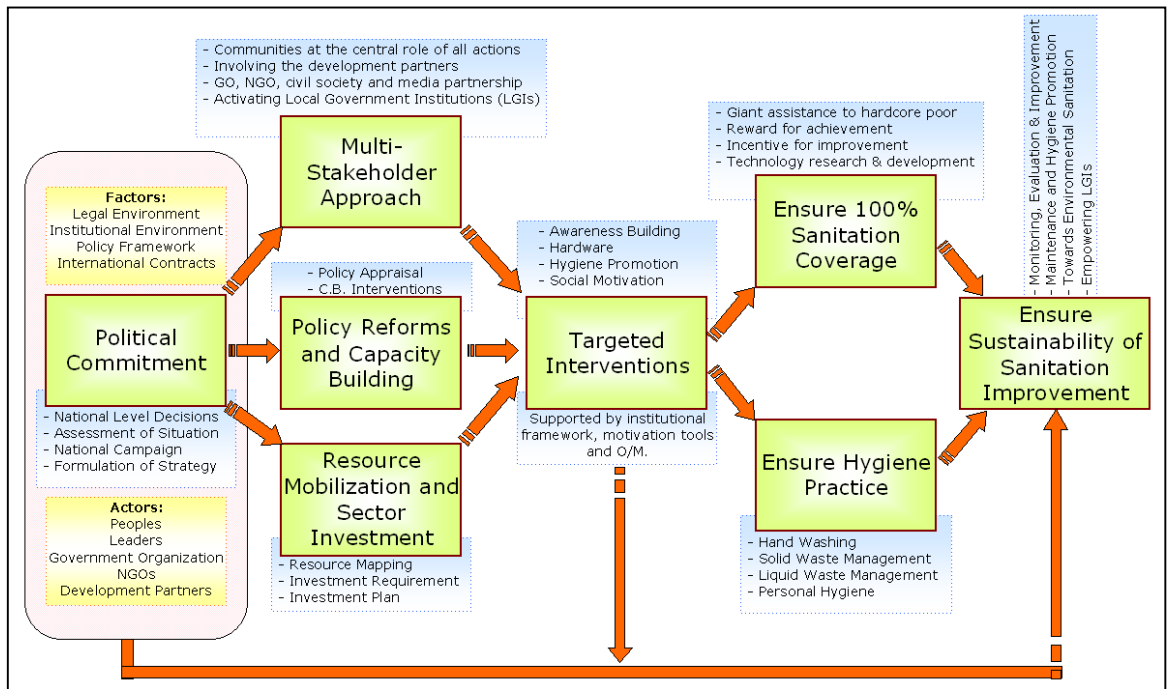 - Communities at the central role of all actions
- Involving the development partners
- GO, NGO, civil society and media partnership
- Activating Local Government Institutions (LGIs)
Multi-
Stakeholder
Approach
Factors:
Legal Environment
Institutional Environment
Policy Framework
International Contracts
Political
Commitment
- National Level Decisions
- Assessment of Situation
- National Campaign
- Formulation of Strategy
Actors:
Peoples
Leaders
Government Organization
NGOs
Development Partners
- Policy Appraisal
- C.B. Interventions
Policy Reforms
and Capacity
Building
Resource
Mobilization and
Sector
Investment
- Resource Mapping
- Investment Requirement
- Investment Plan
- Awareness Building
- Hardware
- Hygiene Promotion
- Social Motivation
Targeted
Interventions
Supported by institutional
framework, motivation tools
and O/M.
- Giant assistance to hardcore poor
- Reward for achievement
- Incentive for improvement
- Technology research & development
Ensure 100%
Sanitation
Coverage
Ensure Hygiene
Practice
- Hand Washing
- Solid Waste Management
- Liquid Waste Management
- Personal Hygiene
- Monitoring, Evaluation & Improvement
- Maintenance and Hygiene Promotion
- Towards Environmental Sanitation
- Empowering LGIs
Ensure
Sustainability of
Sanitation
Improvement